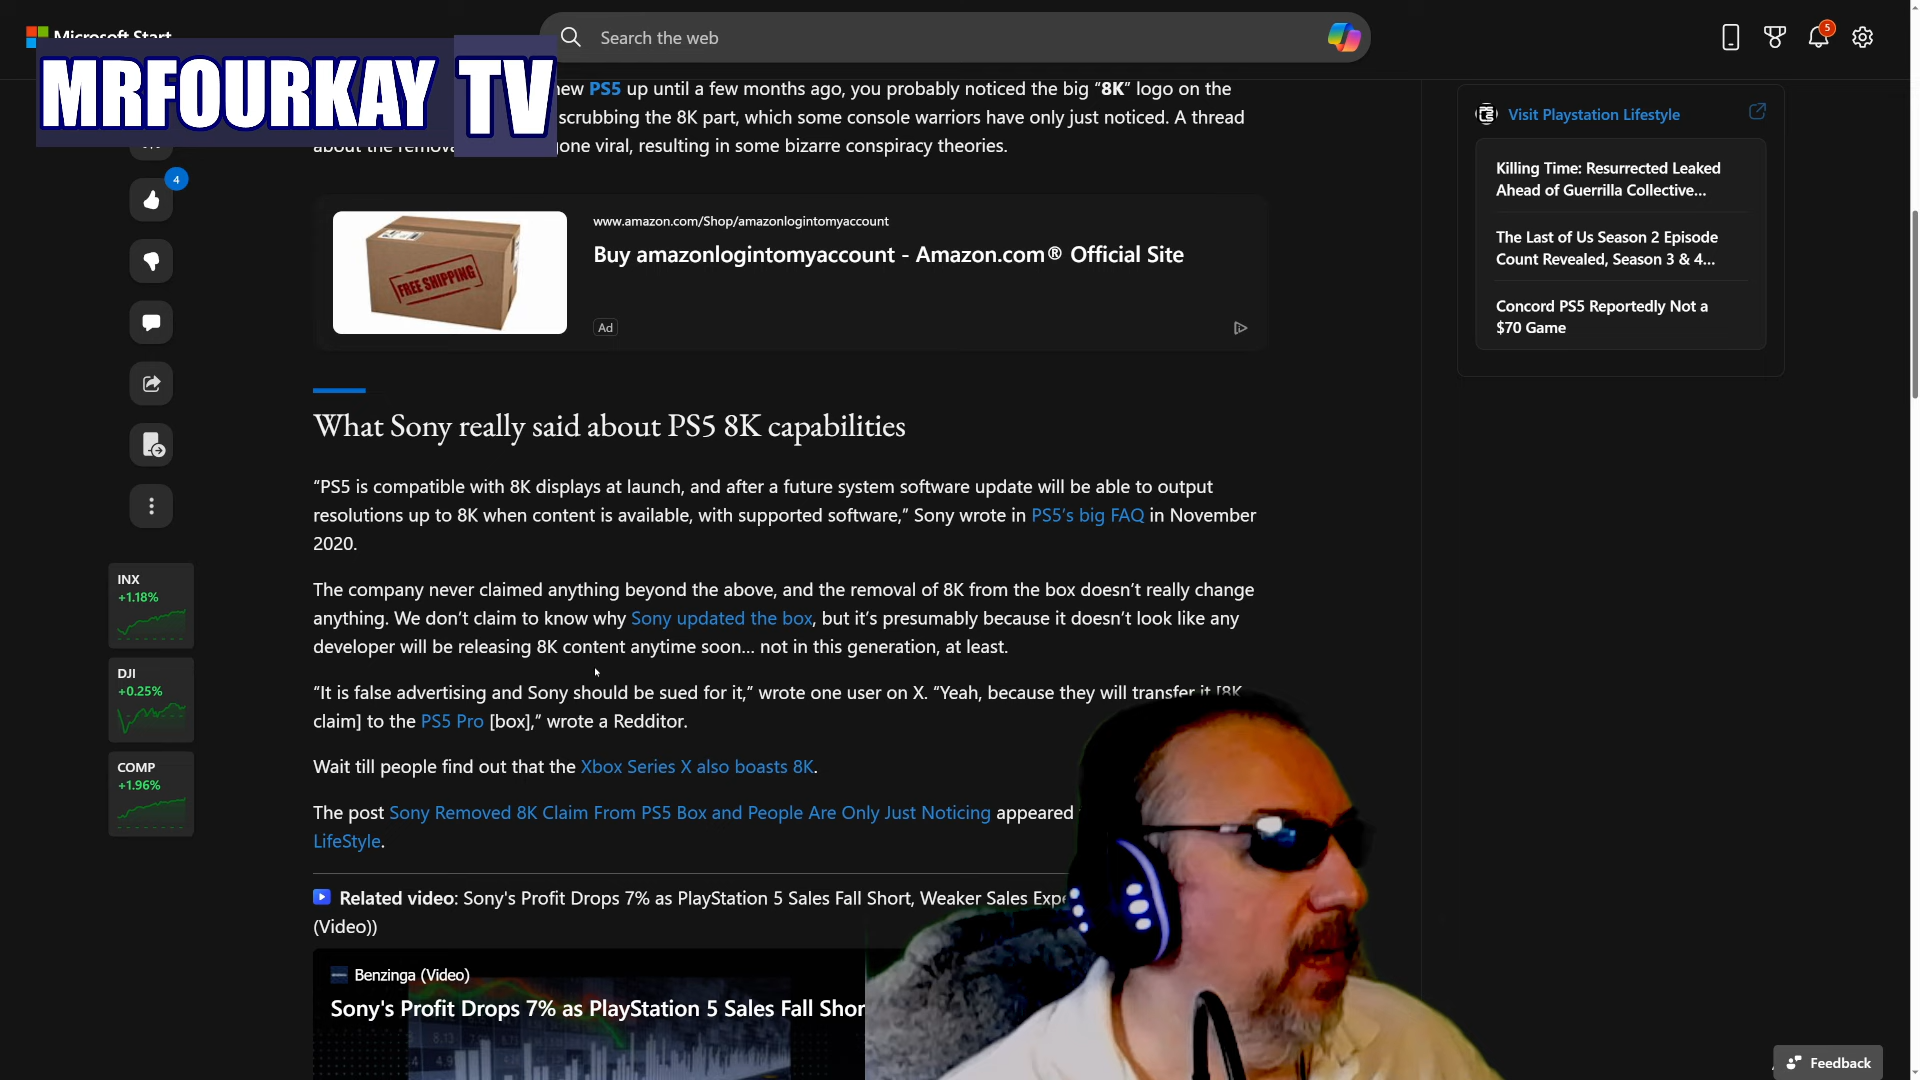 Microsoft Start
Search the web
5
MRFOURKAY TV
new PS5 up until a few months ago, you probably noticed the big “8K” logo on the
scrubbing the 8K part, which some console warriors have only just noticed. A thread
about the gone viral, resulting in some bizarre conspiracy theories.
4
www.amazon.com/Shop/amazonlogintomyaccount
Buy amazonlogintomyaccount - Amazon.com® Official Site
FREE SHIPPING
Ad
What Sony really said about PS5 8K capabilities
“PS5 is compatible with 8K displays at launch, and after a future system software update will be able to output
resolutions up to 8K when content is available, with supported software,” Sony wrote in PS5’s big FAQ in November
2020.
The company never claimed anything beyond the above, and the removal of 8K from the box doesn’t really change
anything. We don’t claim to know why Sony updated the box, but it’s presumably because it doesn’t look like any
developer will be releasing 8K content anytime soon… not in this generation, at least.
“It is false advertising and Sony should be sued for it,” wrote one user on X. “Yeah, because they will transfer it [8K
claim] to the PS5 Pro [box],” wrote a Redditor.
Wait till people find out that the Xbox Series X also boasts 8K.
The post Sony Removed 8K Claim From PS5 Box and People Are Only Just Noticing appeared
LifeStyle.
Related video: Sony's Profit Drops 7% as PlayStation 5 Sales Fall Short, Weaker Sales
(Video))
Benzinga (Video)
Sony's Profit Drops 7% as PlayStation 5 Sales Fall
INX
+1.18%
DJI
+0.25%
COMP
+1.96%
Visit Playstation Lifestyle
Killing Time: Resurrected Leaked
Ahead of Guerrilla Collective...
The Last of Us Season 2 Episode
Count Revealed, Season 3 & 4...
Concord PS5 Reportedly Not a
$70 Game
Feedback